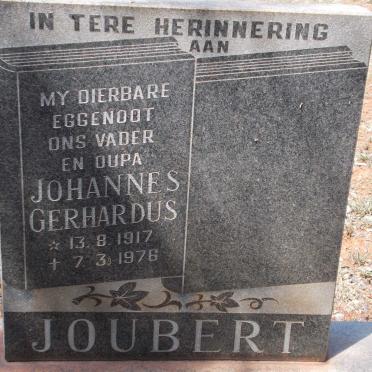 IN TERE HERINNERING
AAN
MY DIERBARE
EGGENOOT
ONS VADER
EN OUPA
JOHANNES
GERHARDUS
☆ 13.8.1917
✝ 7.3.1976
JOUBERT